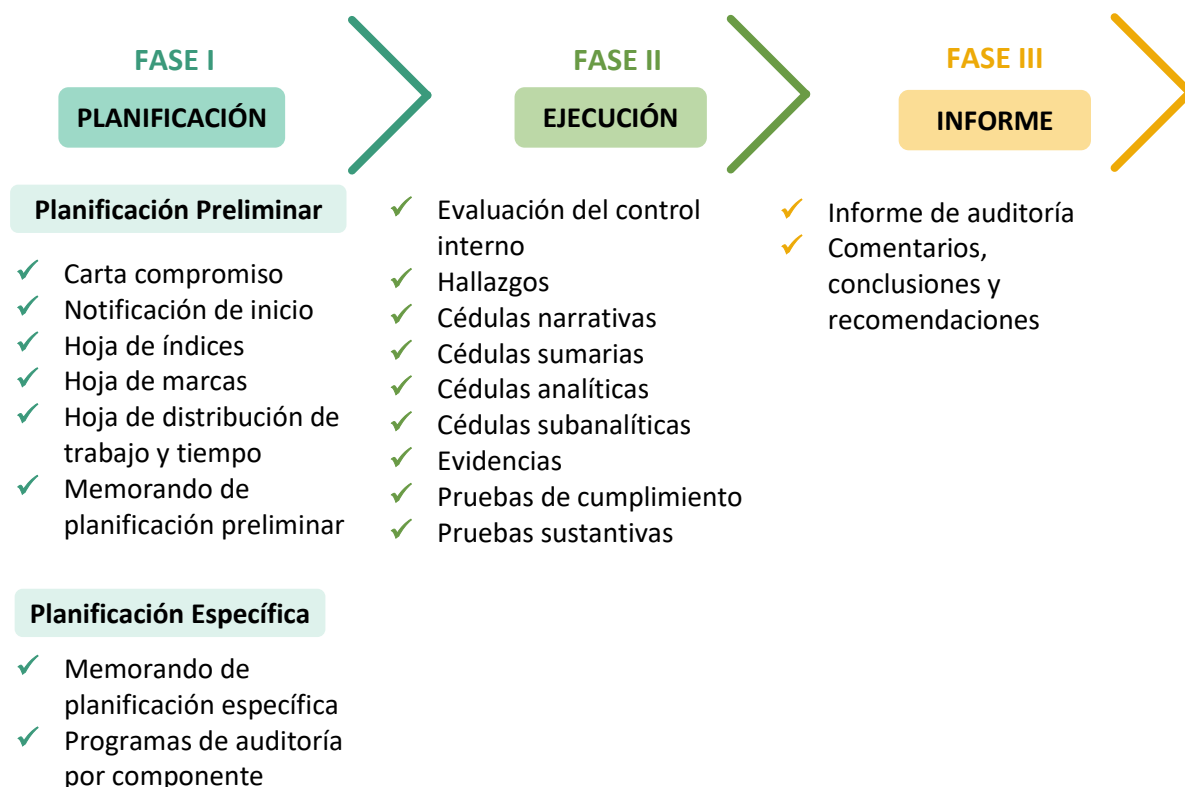 FASE I
PLANIFICACIÓN
Planificación Preliminar
Carta compromiso
Notificación de inicio
Hoja de índices
Hoja de marcas
Hoja de distribución de
trabajo y tiempo
Memorando de
planificación preliminar
Planificación Específica
Memorando de
planificación específica
Programas de auditoría
por componente
FASE II
EJECUCIÓN
Evaluación del control
interno
Hallazgos
Cédulas narrativas
Cédulas sumarias
Cédulas analíticas
Cédulas subanalíticas
Evidencias
Pruebas de cumplimiento
Pruebas sustantivas
FASE III
INFORME
Informe de auditoría
Comentarios,
conclusiones y
recomendaciones